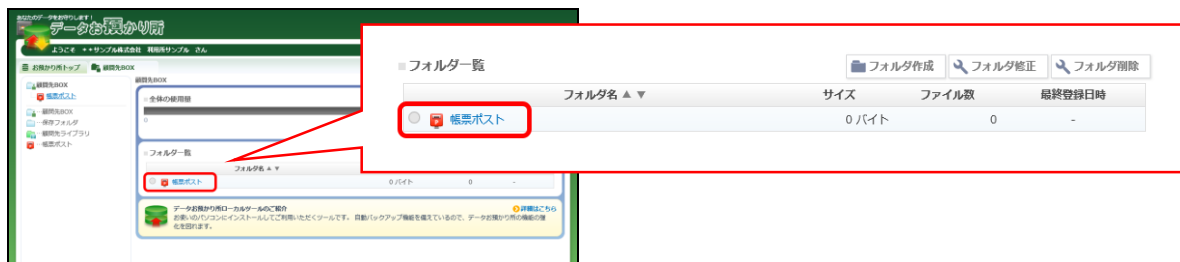 あなたのデータをお守りします！
データお預かり所
ようこそ ＊＊サンプル株式会社 利用所サンプル さん
お預かり所トップ 顧問先BOX
顧問先BOX
帳票ポスト
顧問先BOX
保存フォルダ
顧問先ライブラリ
帳票ポスト
顧問先BOX
全体の使用量
フォルダ一覧
フォルダ名 ▲ ▼
帳票ポスト 0 バイト 0 -
データお預かり所ローカルツールのご紹介 詳細はこちら
お使いのパソコンにインストールしてご利用いただくツールです。 自動バックアップ機能を備えているので、データお預かり所の機能の強
化を図れます。
フォルダ一覧 フォルダ作成 フォルダ修正 フォルダ削除
フォルダ名 ▲ ▼ サイズ ファイル数 最終登録日時
帳票ポスト 0 バイト 0 -